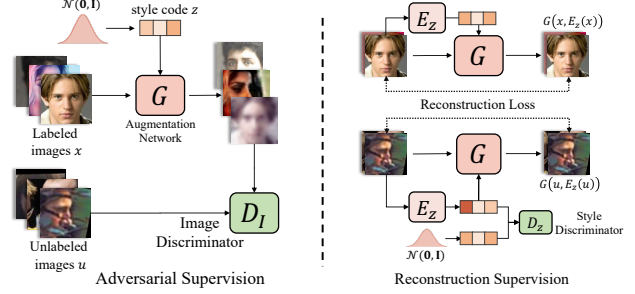 𝒩(𝟎, 𝐈)
style code z
G
Augmentation
Network
Labeled
images x
Unlabeled
images u
Image
Discriminator
D_I
Adversarial Supervision
E_z
G(x, E_z(x))
G
Reconstruction Loss
G
G(u, E_z(u))
E_z
D_z
Style
Discriminator
𝒩(𝟎, 𝐈)
Reconstruction Supervision